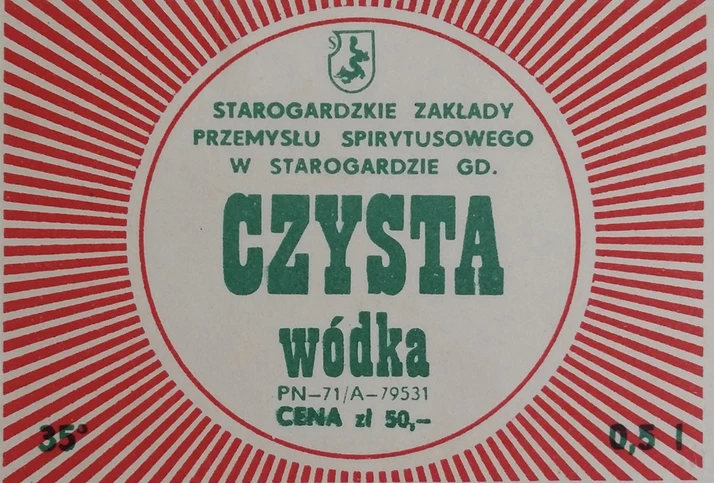 S
STAROGARDZKIE ZAKŁADY
PRZEMYSŁU SPIRYTUSOWEGO
W STAROGARDZIE GD.
CZYSTA
wódka
PN-71/A-79531
CENA zł 50,-
35° 0,5 l